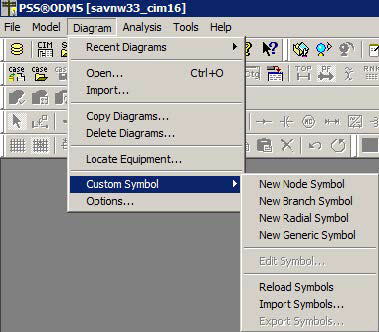 PSS®ODMS [savnw33_cim16]
File Model Diagram Analysis Tools Help
Recent Diagrams
Open... Ctrl+O
Import...
Copy Diagrams...
Delete Diagrams...
Locate Equipment...
Custom Symbol
Options...
New Node Symbol
New Branch Symbol
New Radial Symbol
New Generic Symbol
Edit Symbol...
Reload Symbols
Import Symbols...
Export Symbols...